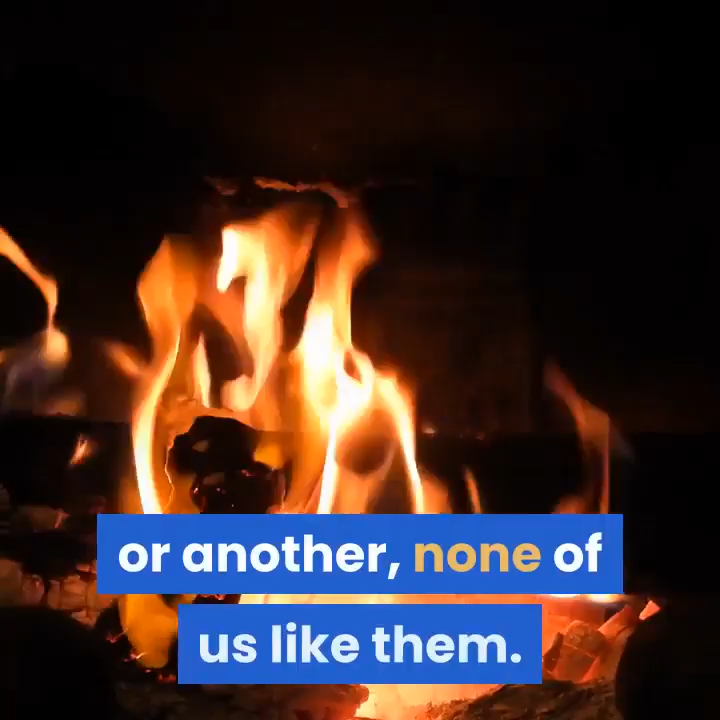 or another, none of
us like them.